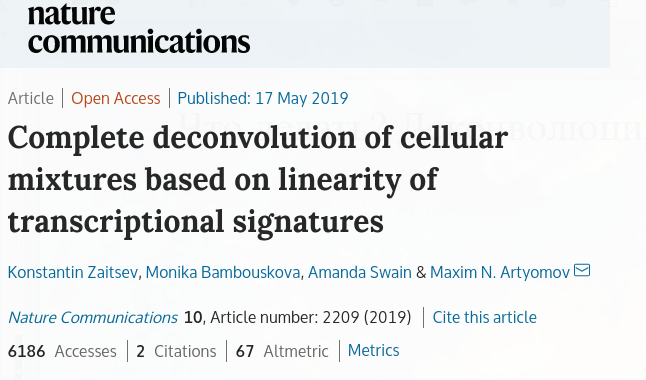 nature
communications
Article | Open Access | Published: 17 May 2019
Complete deconvolution of cellular
mixtures based on linearity of
transcriptional signatures
Konstantin Zaitsev, Monika Bambouskova, Amanda Swain & Maxim N. Artyomov
Nature Communications 10, Article number: 2209 (2019) | Cite this article
6186 Accesses | 2 Citations | 67 Altmetric | Metrics